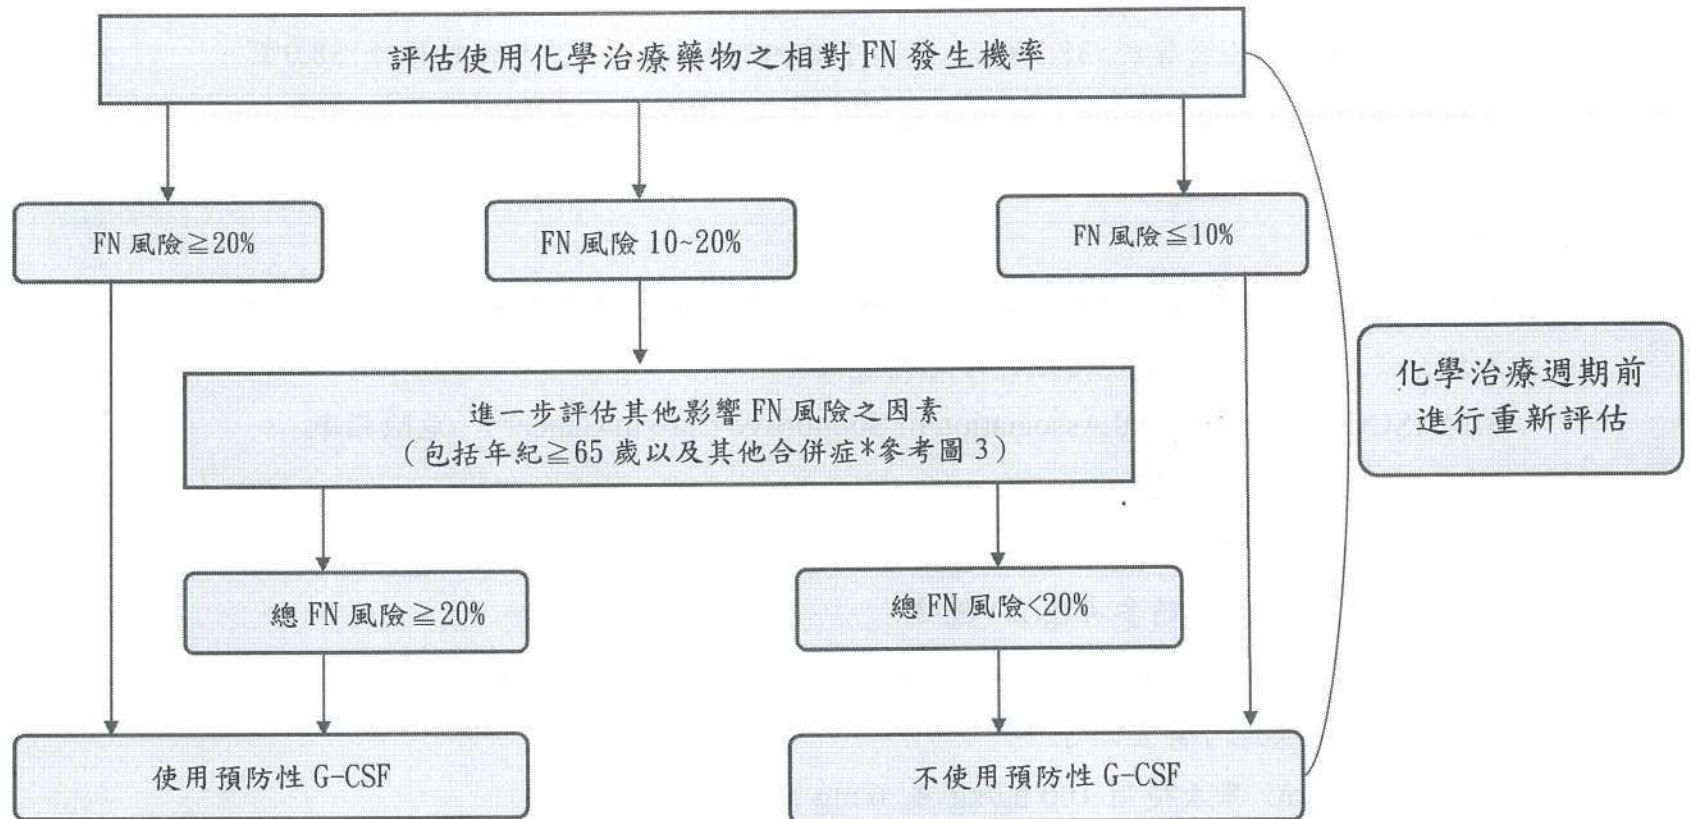 評估使用化學治療藥物之相對 FN 發生機率
FN 風險≧20%
FN 風險 10~20%
FN 風險≦10%
進一步評估其他影響 FN 風險之因素
(包括年紀≧65 歲以及其他合併症*參考圖 3)
化學治療週期前
進行重新評估
總 FN 風險≧20%
總 FN 風險<20%
使用預防性 G-CSF
不使用預防性 G-CSF